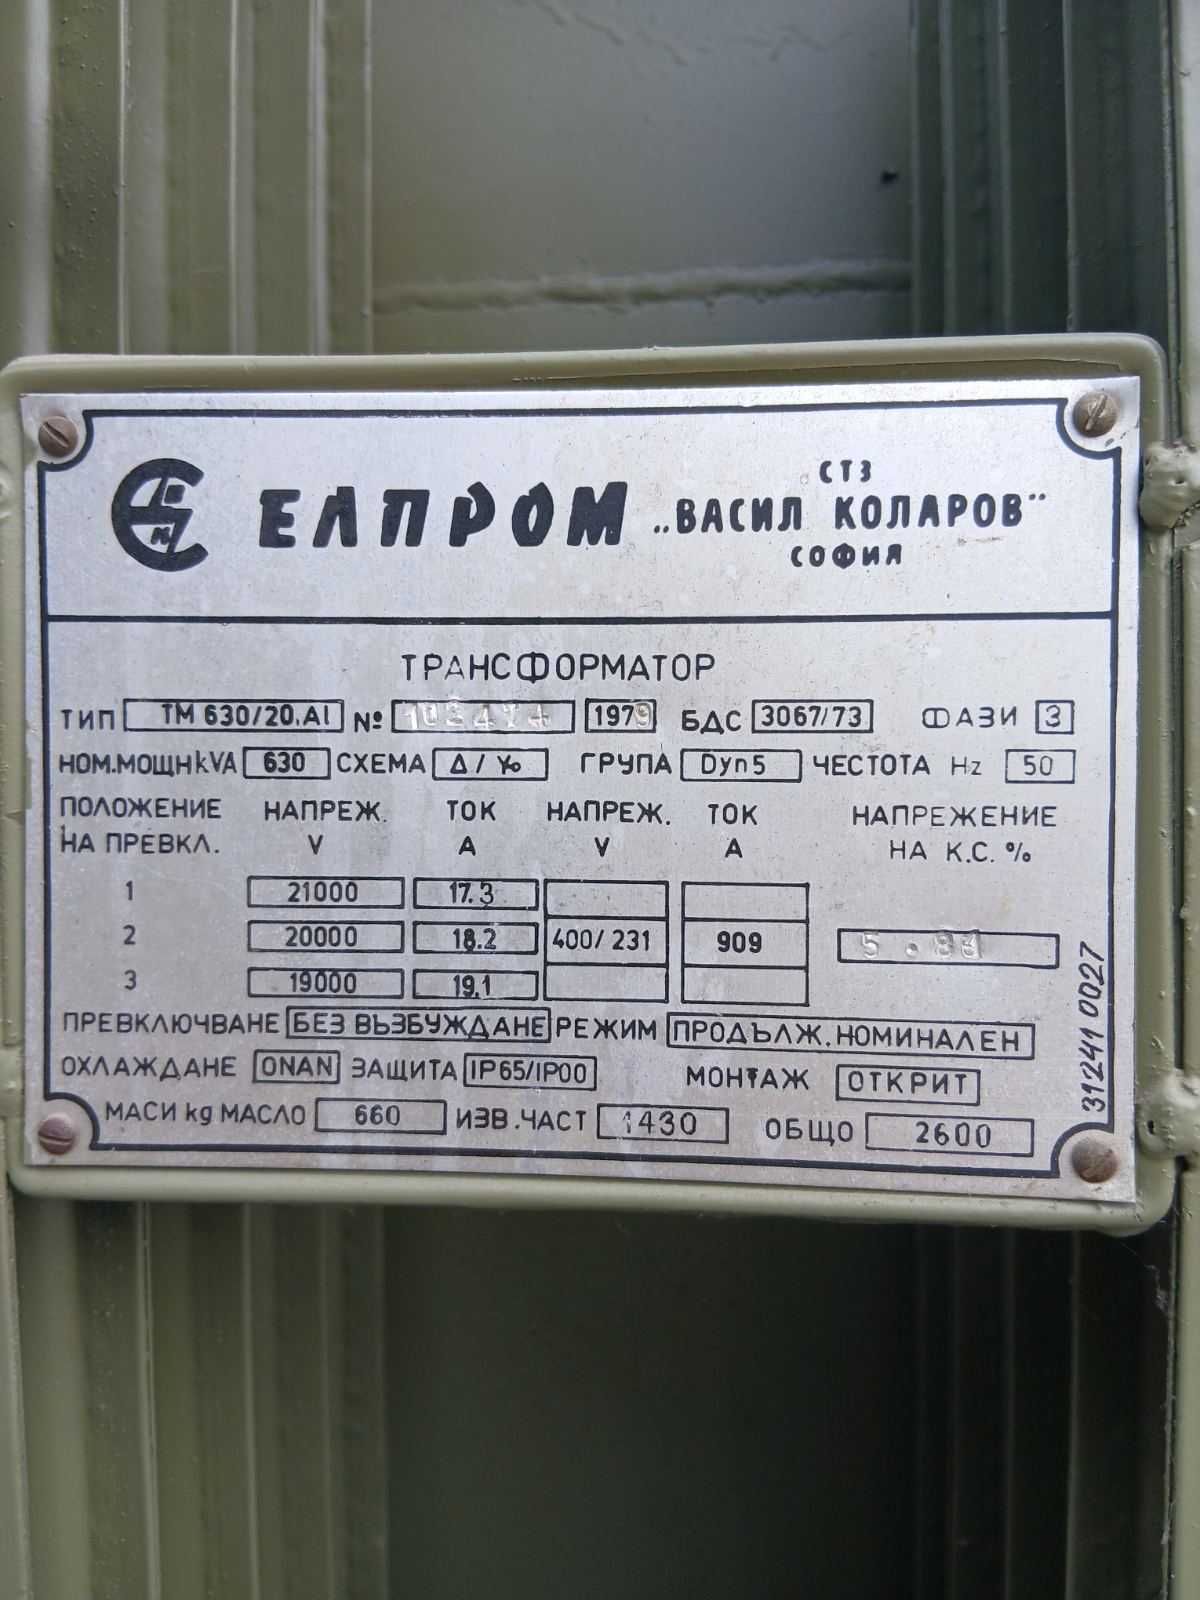 ЕЛПРОМ
СТЗ
„ВАСИЛ КОЛАРОВ"
СОФИЯ
ТРАНСФОРМАТОР
ТИП ТМ 630/20.Al № 1979 БДС 3067/73 ФАЗИ 3
НОМ.МОЩН kVA 630 СХЕМА Δ/Yo ГРУПА Dyn5 ЧЕСТОТА Hz 50
ПОЛОЖЕНИЕ НАПРЕЖ. ТОК НАПРЕЖ. ТОК НАПРЕЖЕНИЕ
НА ПРЕВКЛ. V A V A НА К.С. %
1 21000 17.3
2 20000 18.2 400/231 909
3 19000 19.1
ПРЕВКЛЮЧВАНЕ БЕЗ ВЬЗБУЖДАНЕ РЕЖИМ ПРОДЪЛЖ. НОМИНАЛЕН
ОХЛАЖДАНЕ ONAN ЗАЩИТА IP65/IP00 МОНТАЖ ОТКРИТ
МАСИ kg МАСЛО 660 ИЗВ.ЧАСТ 1430 ОБЩО 2600
31241 0027